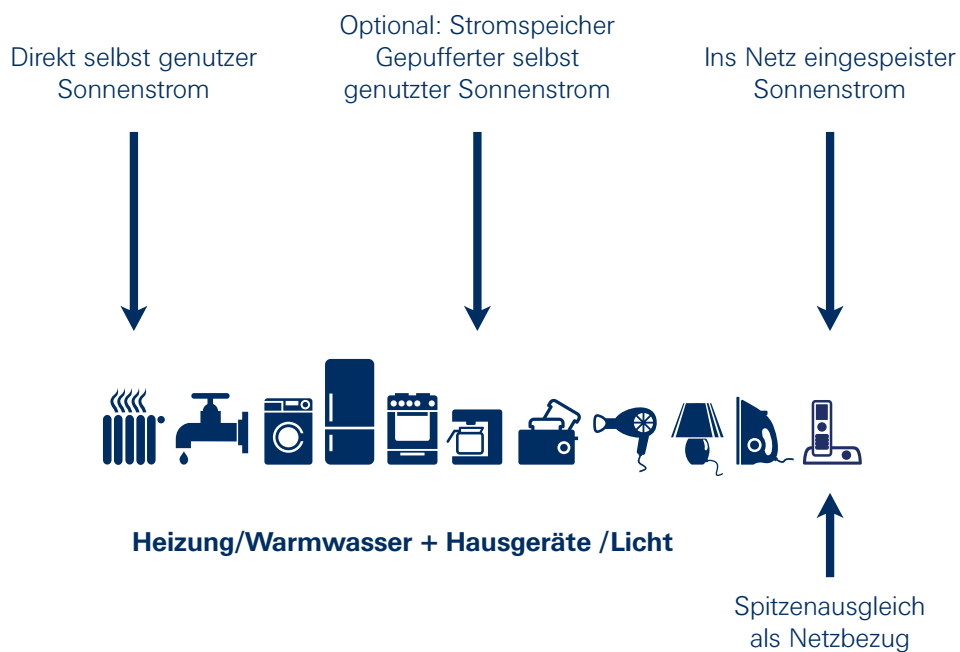 Direkt selbst genutzer
Sonnenstrom
Optional: Stromspeicher
Gepufferter selbst
genutzter Sonnenstrom
Ins Netz eingespeister
Sonnenstrom
Heizung/Warmwasser + Hausgeräte /Licht
Spitzenausgleich
als Netzbezug